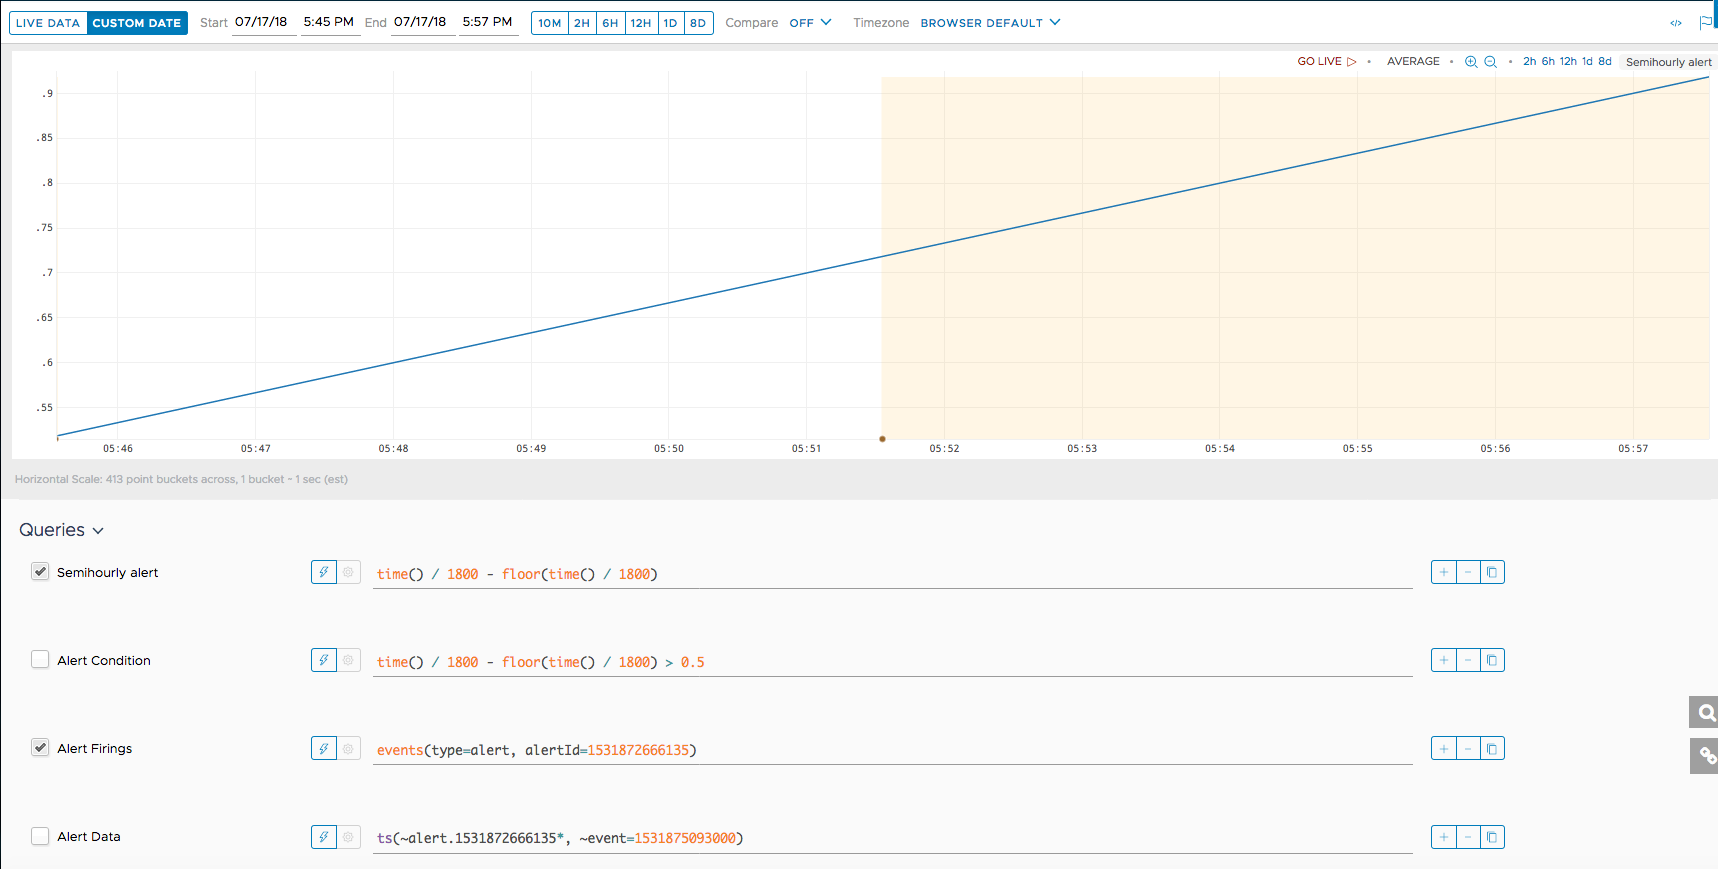 LIVE DATA CUSTOM DATE Start 07/17/18 5:45 PM End 07/17/18 5:57 PM 10M 2H 6H 12H 1D 8D Compare OFF Timezone BROWSER DEFAULT </>
GO LIVE • AVERAGE • • 2h 6h 12h 1d 8d Semihourly alert
.9
.85
.8
.75
.7
.65
.6
.55
05:46 05:47 05:48 05:49 05:50 05:51 05:52 05:53 05:54 05:55 05:56 05:57
Horizontal Scale: 413 point buckets across, 1 bucket ~ 1 sec (est)
Queries
Semihourly alert time() / 1800 - floor(time() / 1800) + -
Alert Condition time() / 1800 - floor(time() / 1800) > 0.5 + -
Alert Firings events(type=alert, alertId=1531872666135) + -
Alert Data ts(~alert.1531872666135*, ~event=1531875093000) + -